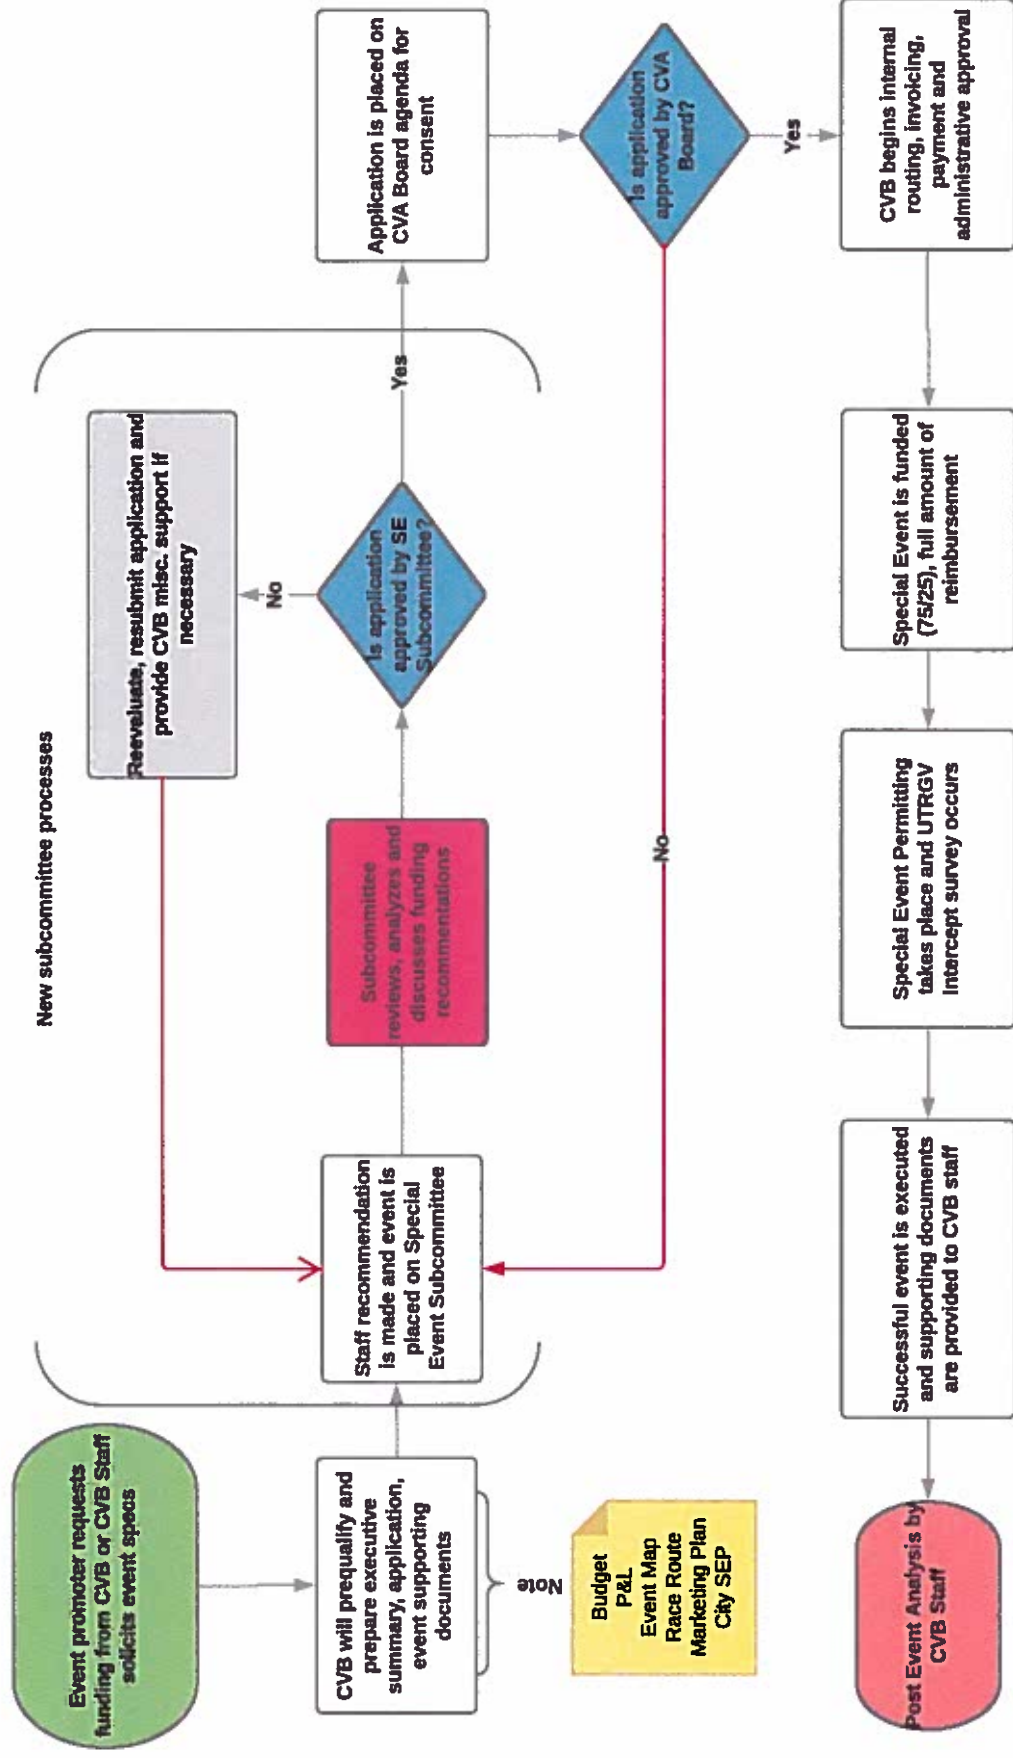 New subcommittee processes
Event promoter requests
funding from CVB or CVB Staff
solicits event specs
CVB will prequalify and
prepare executive
summary, application,
event supporting
documents
Note
Budget
P&L
Event Map
Race Route
Marketing Plan
City SEP
Staff recommendation
is made and event is
placed on Special
Event Subcommittee
Subcommittee
reviews, analyzes and
discusses funding
recommentations
Is application
approved by SE
Subcommittee?
No
Reevaluate, resubmit application and
provide CVB misc. support if
necessary
Yes
Application is placed on
CVA Board agenda for
consent
Is application
approved by CVA
Board?
No
Yes
CVB begins internal
routing, invoicing,
payment and
administrative approval
Special Event is funded
(75/25), full amount of
reimbursement
Special Event Permitting
takes place and UTRGV
Intercept survey occurs
Successful event is executed
and supporting documents
are provided to CVB staff
Post Event Analysis by
CVB Staff